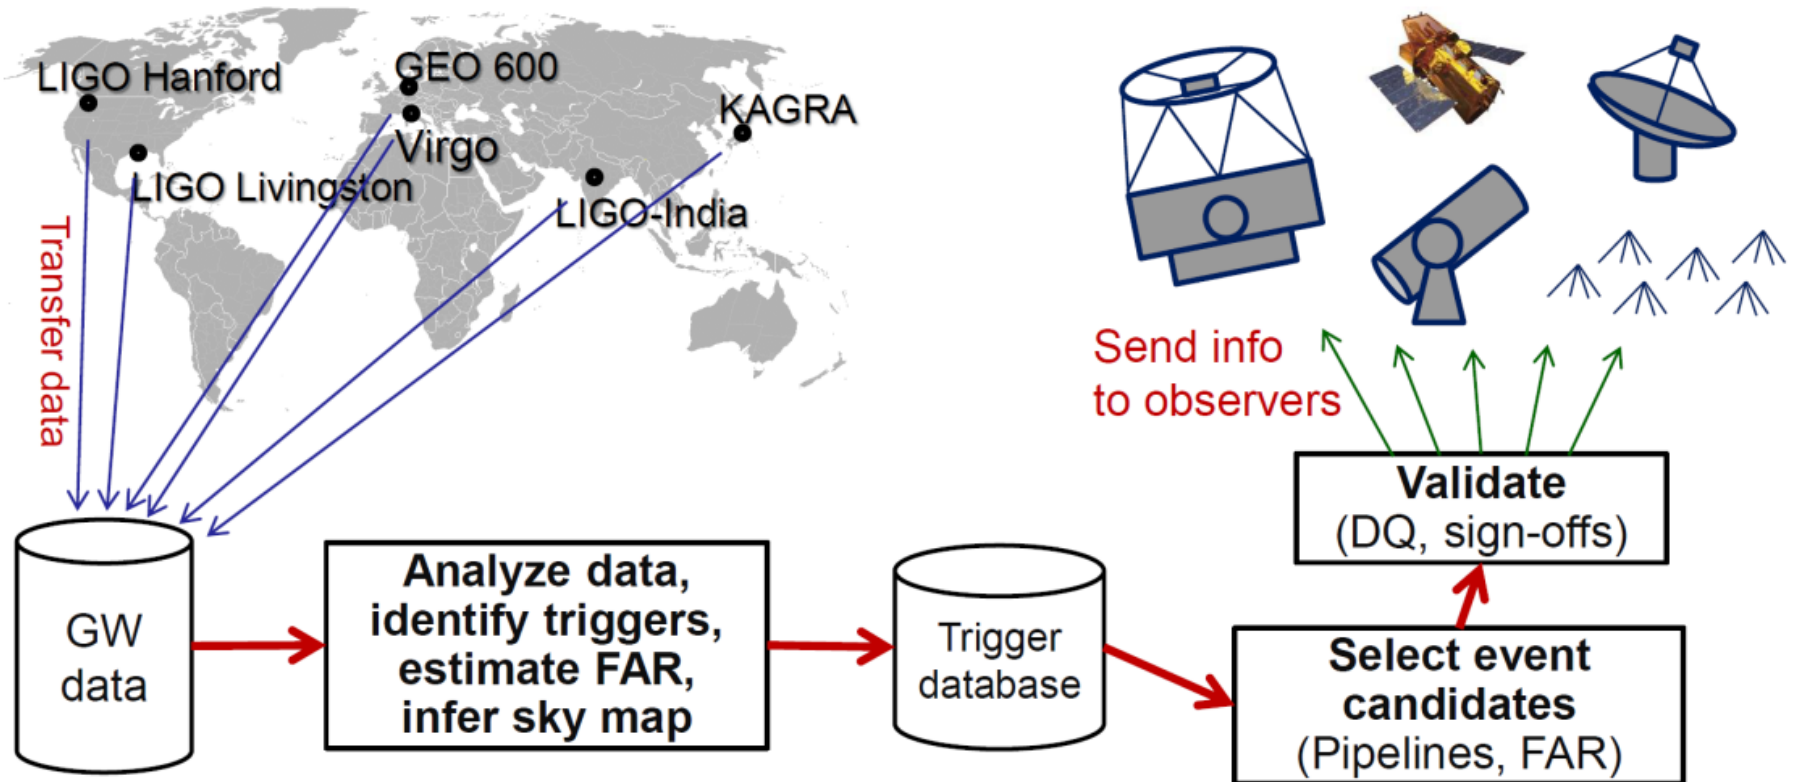 LIGO Hanford
GEO 600
KAGRA
Virgo
LIGO Livingston
LIGO-India
Transfer data
Send info
to observers
GW
data
Analyze data,
identify triggers,
estimate FAR,
infer sky map
Trigger
database
Select event
candidates
(Pipelines, FAR)
Validate
(DQ, sign-offs)